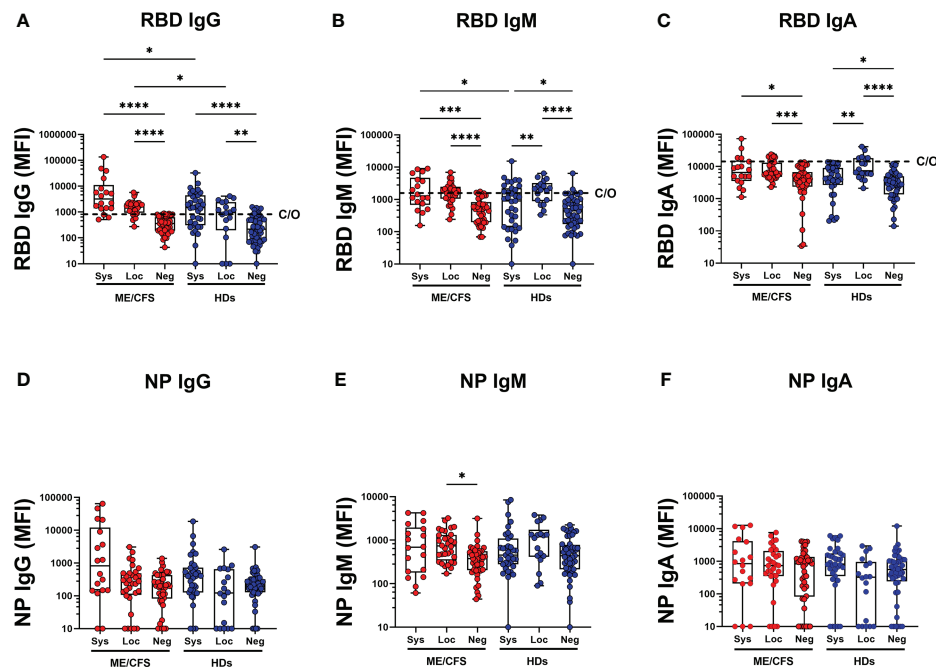 A RBD IgG
* 
*
**** ****
**** **
RBD IgG (MFI)
1000000
100000
10000
1000
100
10
C/O
Sys Loc Neg Sys Loc Neg
ME/CFS HDs
B RBD IgM
* *
*** ** ****
****
RBD IgM (MFI)
1000000
100000
10000
1000
100
10
C/O
Sys Loc Neg Sys Loc Neg
ME/CFS HDs
C RBD IgA
*
* ****
*** **
RBD IgA (MFI)
1000000
100000
10000
1000
100
10
C/O
Sys Loc Neg Sys Loc Neg
ME/CFS HDs
D NP IgG
NP IgG (MFI)
100000
10000
1000
100
10
Sys Loc Neg Sys Loc Neg
ME/CFS HDs
E NP IgM
*
NP IgM (MFI)
10000
1000
100
10
Sys Loc Neg Sys Loc Neg
ME/CFS HDs
F NP IgA
NP IgA (MFI)
100000
10000
1000
100
10
Sys Loc Neg Sys Loc Neg
ME/CFS HDs